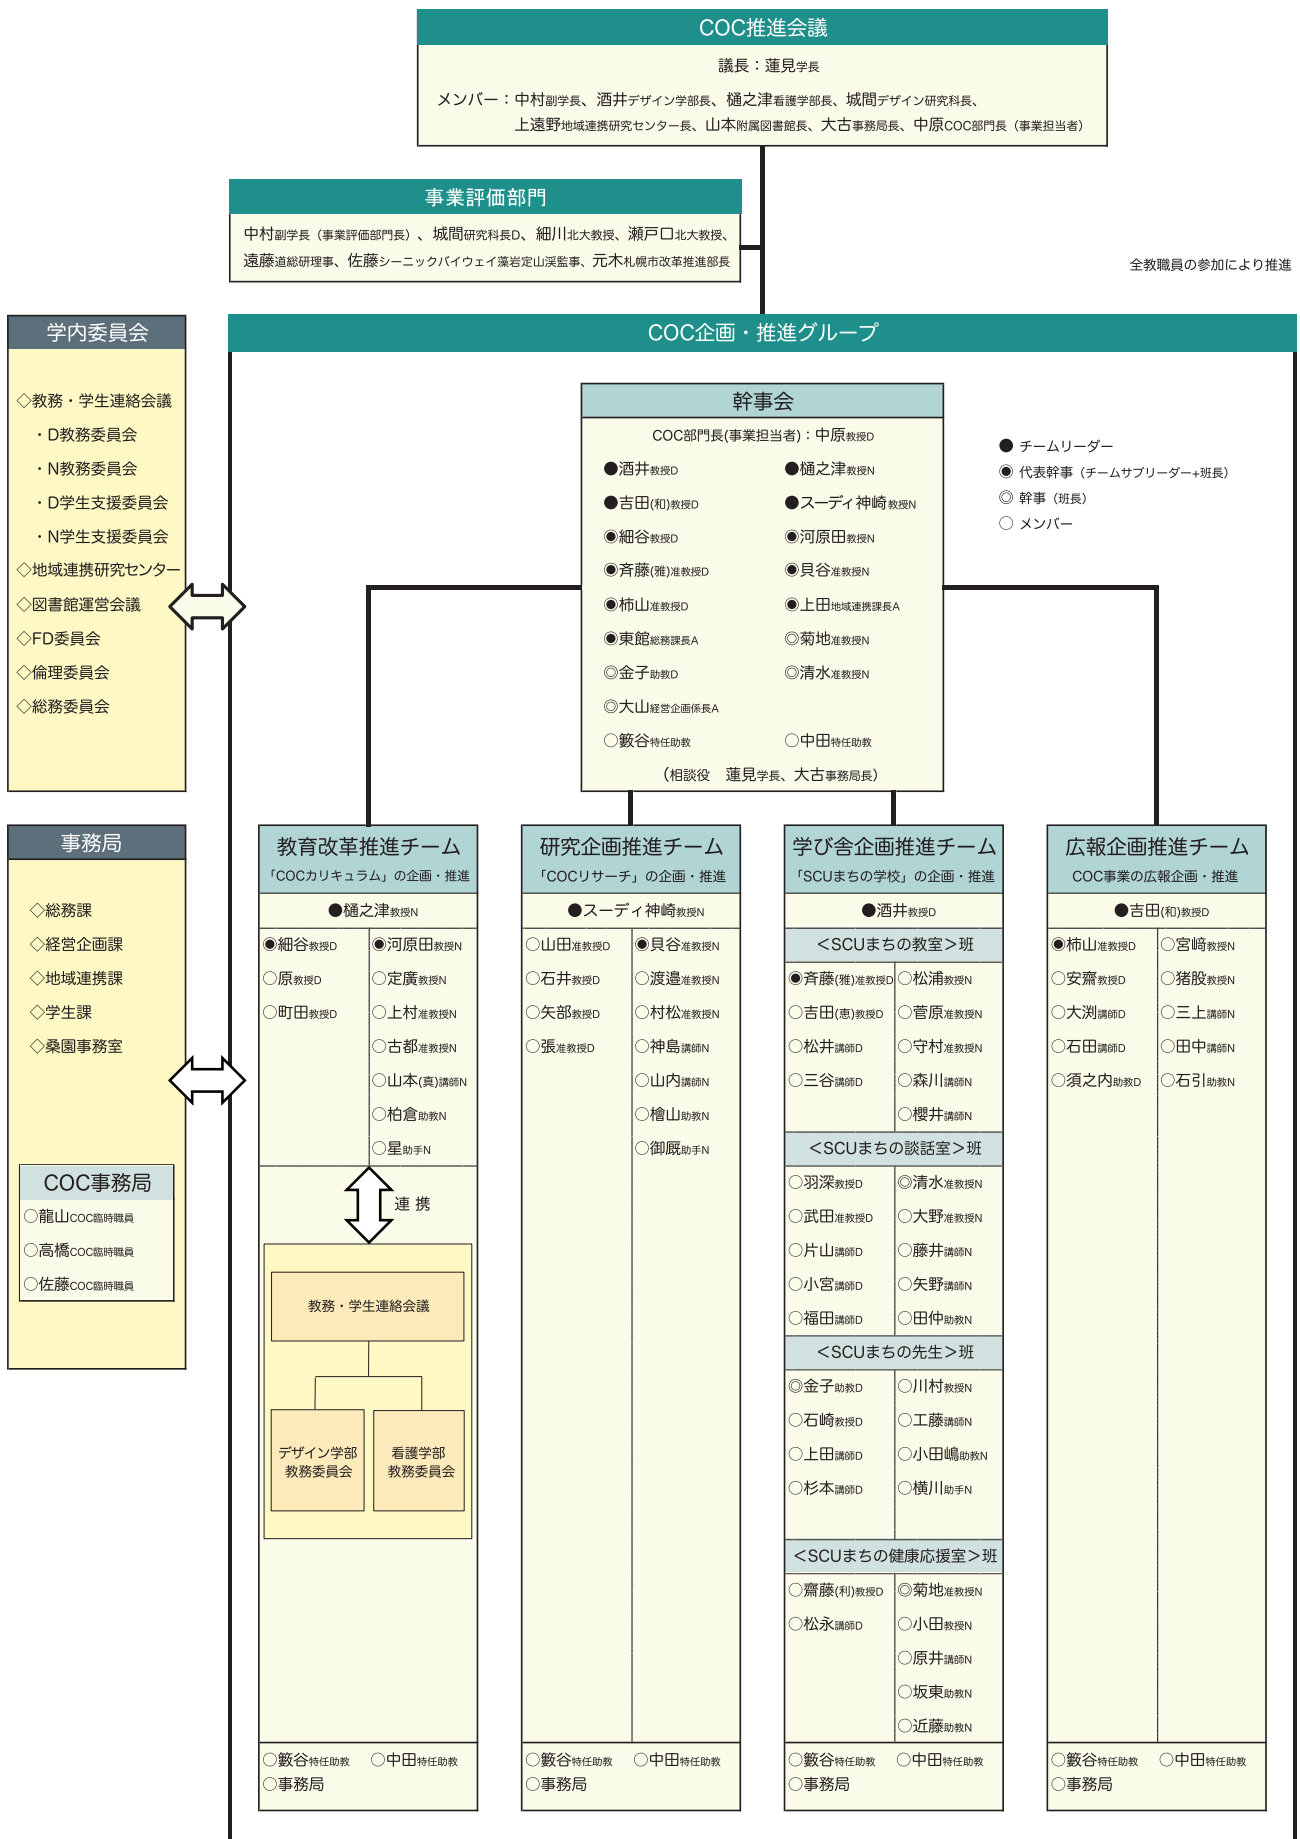 COC推進会議
議長：蓮見学長
メンバー：中村副学長、酒井デザイン学部長、樋之津看護学部長、城間デザイン研究科長、
上遠野地域連携研究センター長、山本附属図書館長、大古事務局長、中原COC部門長（事業担当者）
事業評価部門
中村副学長（事業評価部門長）、城間研究科長D、細川北大教授、瀬戸口北大教授、
遠藤道総研理事、佐藤シーニックバイウェイ藻岩定山渓監事、元木札幌市改革推進部長
全教職員の参加により推進
学内委員会
◇教務・学生連絡会議
・D教務委員会
・N教務委員会
・D学生支援委員会
・N学生支援委員会
◇地域連携研究センター
◇図書館運営会議
◇FD委員会
◇倫理委員会
◇総務委員会
COC企画・推進グループ
幹事会
COC部門長(事業担当者)：中原教授D
●酒井教授D ●樋之津教授N
●吉田(和)教授D ●スーディ神崎教授N
◉細谷教授D ◉河原田教授N
◉斉藤(雅)准教授D ◉貝谷准教授N
◉柿山准教授D ◉上田地域連携課長A
◉東館総務課長A ◎菊地准教授N
◎金子助教D ◎清水准教授N
◎大山経営企画係長A
○籔谷特任助教 ○中田特任助教
（相談役　蓮見学長、大古事務局長）
● チームリーダー
◉ 代表幹事（チームサブリーダー+班長）
◎ 幹事（班長）
○ メンバー
事務局
◇総務課
◇経営企画課
◇地域連携課
◇学生課
◇桑園事務室
COC事務局
○龍山COC臨時職員
○高橋COC臨時職員
○佐藤COC臨時職員
教育改革推進チーム
「COCカリキュラム」の企画・推進
●樋之津教授N
◉細谷教授D ◉河原田教授N
○原教授D ○定廣教授N
○町田教授D ○上村准教授N
○古都准教授N
○山本(真)講師N
○柏倉助教N
○星助手N
連 携
教務・学生連絡会議
デザイン学部
教務委員会
看護学部
教務委員会
○籔谷特任助教 ○中田特任助教
○事務局
研究企画推進チーム
「COCリサーチ」の企画・推進
●スーディ神崎教授N
○山田准教授D ◉貝谷准教授N
○石井教授D ○渡邉准教授N
○矢部教授D ○村松准教授N
○張准教授D ○神島講師N
○山内講師N
○檜山助教N
○御厩助手N
○籔谷特任助教 ○中田特任助教
○事務局
学び舎企画推進チーム
「SCUまちの学校」の企画・推進
●酒井教授D
＜SCUまちの教室＞班
◉斉藤(雅)准教授D ○松浦教授N
○吉田(恵)教授D ○菅原准教授N
○松井講師D ○守村准教授N
○三谷講師D ○森川講師N
○櫻井講師N
＜SCUまちの談話室＞班
○羽深教授D ◎清水准教授N
○武田准教授D ○大野准教授N
○片山講師D ○藤井講師N
○小宮講師D ○矢野講師N
○福田講師D ○田仲助教N
＜SCUまちの先生＞班
◎金子助教D ○川村教授N
○石崎教授D ○工藤講師N
○上田講師D ○小田嶋助教N
○杉本講師D ○横川助手N
＜SCUまちの健康応援室＞班
○齋藤(利)教授D ◎菊地准教授N
○松永講師D ○小田教授N
○原井講師N
○坂東助教N
○近藤助教N
○籔谷特任助教 ○中田特任助教
○事務局
広報企画推進チーム
COC事業の広報企画・推進
●吉田(和)教授D
◉柿山准教授D ○宮﨑教授N
○安齋教授D ○猪股教授N
○大渕講師D ○三上講師N
○石田講師D ○田中講師N
○須之内助教D ○石引助教N
○籔谷特任助教 ○中田特任助教
○事務局